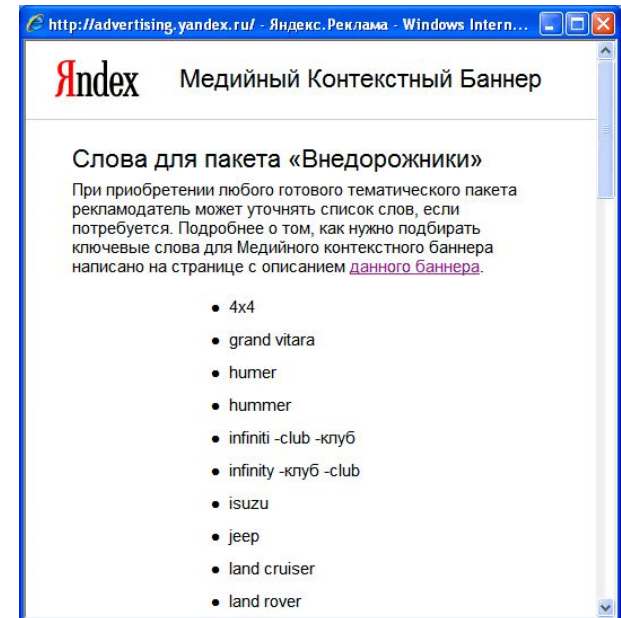 http://advertising.yandex.ru/ - Яндекс.Реклама - Windows Intern...
Яndex
Медийный Контекстный Баннер
Слова для пакета «Внедорожники»
При приобретении любого готового тематического пакета
рекламодатель может уточнять список слов, если
потребуется. Подробнее о том, как нужно подбирать
ключевые слова для Медийного контекстного баннера
написано на странице с описанием данного баннера.
• 4x4
• grand vitara
• humer
• hummer
• infiniti -club -клуб
• infinity -клуб -club
• isuzu
• jeep
• land cruiser
• land rover